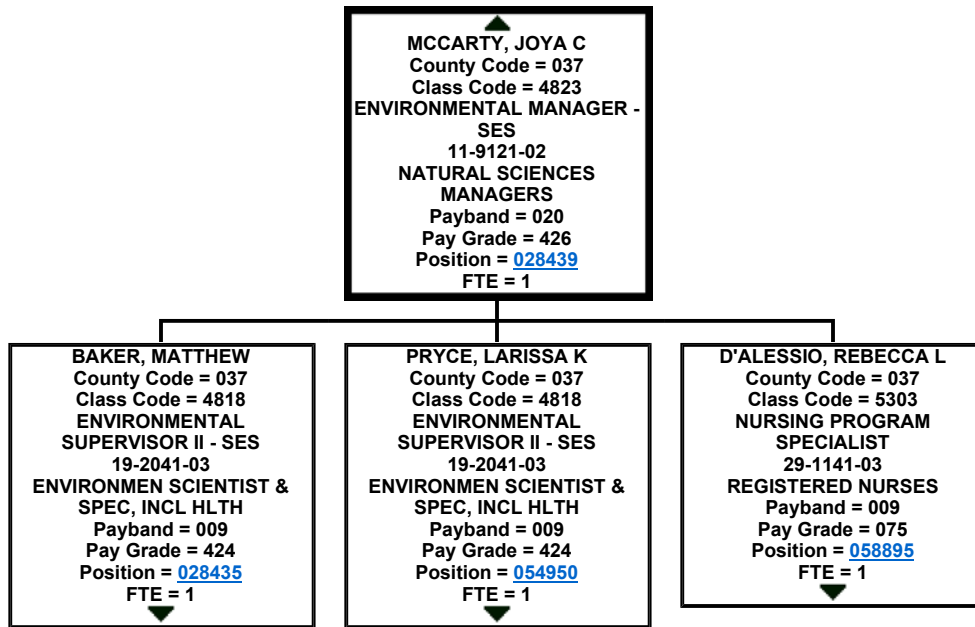 MCCARTY, JOYA C
County Code = 037
Class Code = 4823
ENVIRONMENTAL MANAGER -
SES
11-9121-02
NATURAL SCIENCES
MANAGERS
Payband = 020
Pay Grade = 426
Position = 028439
FTE = 1
BAKER, MATTHEW
County Code = 037
Class Code = 4818
ENVIRONMENTAL
SUPERVISOR II - SES
19-2041-03
ENVIRONMEN SCIENTIST &
SPEC, INCL HLTH
Payband = 009
Pay Grade = 424
Position = 028435
FTE = 1
PRYCE, LARISSA K
County Code = 037
Class Code = 4818
ENVIRONMENTAL
SUPERVISOR II - SES
19-2041-03
ENVIRONMEN SCIENTIST &
SPEC, INCL HLTH
Payband = 009
Pay Grade = 424
Position = 054950
FTE = 1
D'ALESSIO, REBECCA L
County Code = 037
Class Code = 5303
NURSING PROGRAM
SPECIALIST
29-1141-03
REGISTERED NURSES
Payband = 009
Pay Grade = 075
Position = 058895
FTE = 1